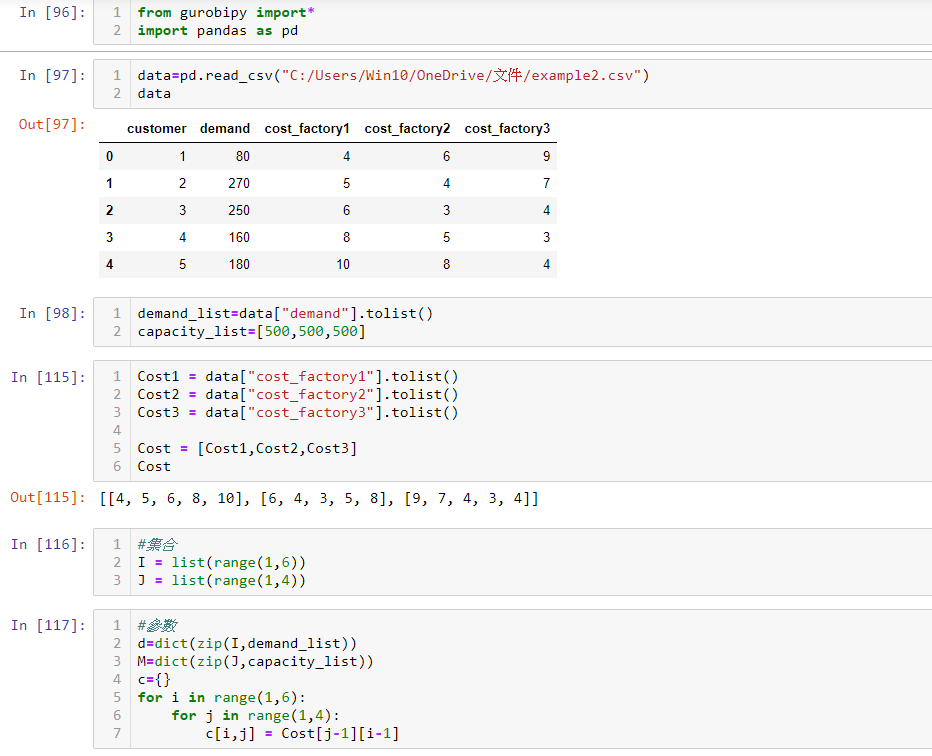 In [96]:
1 from gurobipy import*
2 import pandas as pd
In [97]:
1 data=pd.read_csv("C:/Users/Win10/OneDrive/文件/example2.csv")
2 data
Out[97]:
customer demand cost_factory1 cost_factory2 cost_factory3
0 1 80 4 6 9
1 2 270 5 4 7
2 3 250 6 3 4
3 4 160 8 5 3
4 5 180 10 8 4
In [98]:
1 demand_list=data["demand"].tolist()
2 capacity_list=[500,500,500]
In [115]:
1 Cost1 = data["cost_factory1"].tolist()
2 Cost2 = data["cost_factory2"].tolist()
3 Cost3 = data["cost_factory3"].tolist()
4
5 Cost = [Cost1,Cost2,Cost3]
6 Cost
Out[115]: [[4, 5, 6, 8, 10], [6, 4, 3, 5, 8], [9, 7, 4, 3, 4]]
In [116]:
1 #集合
2 I = list(range(1,6))
3 J = list(range(1,4))
In [117]:
1 #參數
2 d=dict(zip(I,demand_list))
3 M=dict(zip(J,capacity_list))
4 c={}
5 for i in range(1,6):
6     for j in range(1,4):
7         c[i,j] = Cost[j-1][i-1]